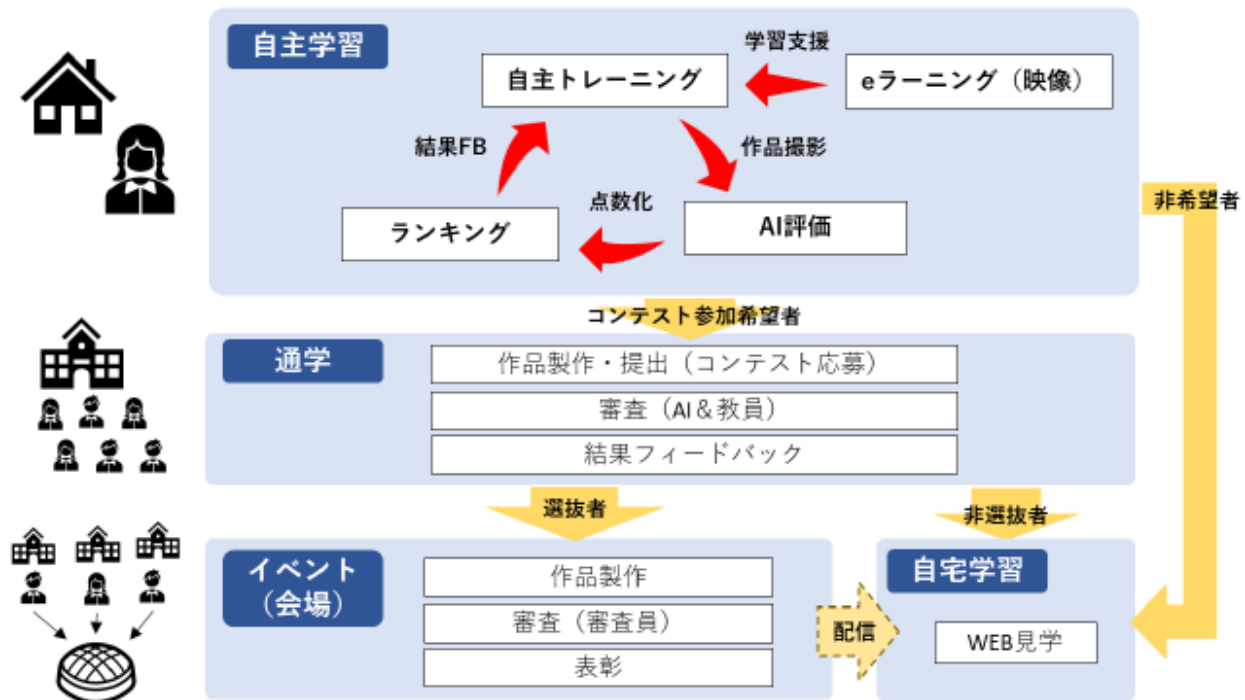 自主学習
学習支援
自主トレーニング
eラーニング（映像）
結果FB
作品撮影
点数化
ランキング
AI評価
非希望者
コンテスト参加希望者
通学
作品製作・提出（コンテスト応募）
審査（AI＆教員）
結果フィードバック
選抜者
非選抜者
イベント
（会場）
作品製作
審査（審査員）
表彰
配信
自宅学習
WEB見学